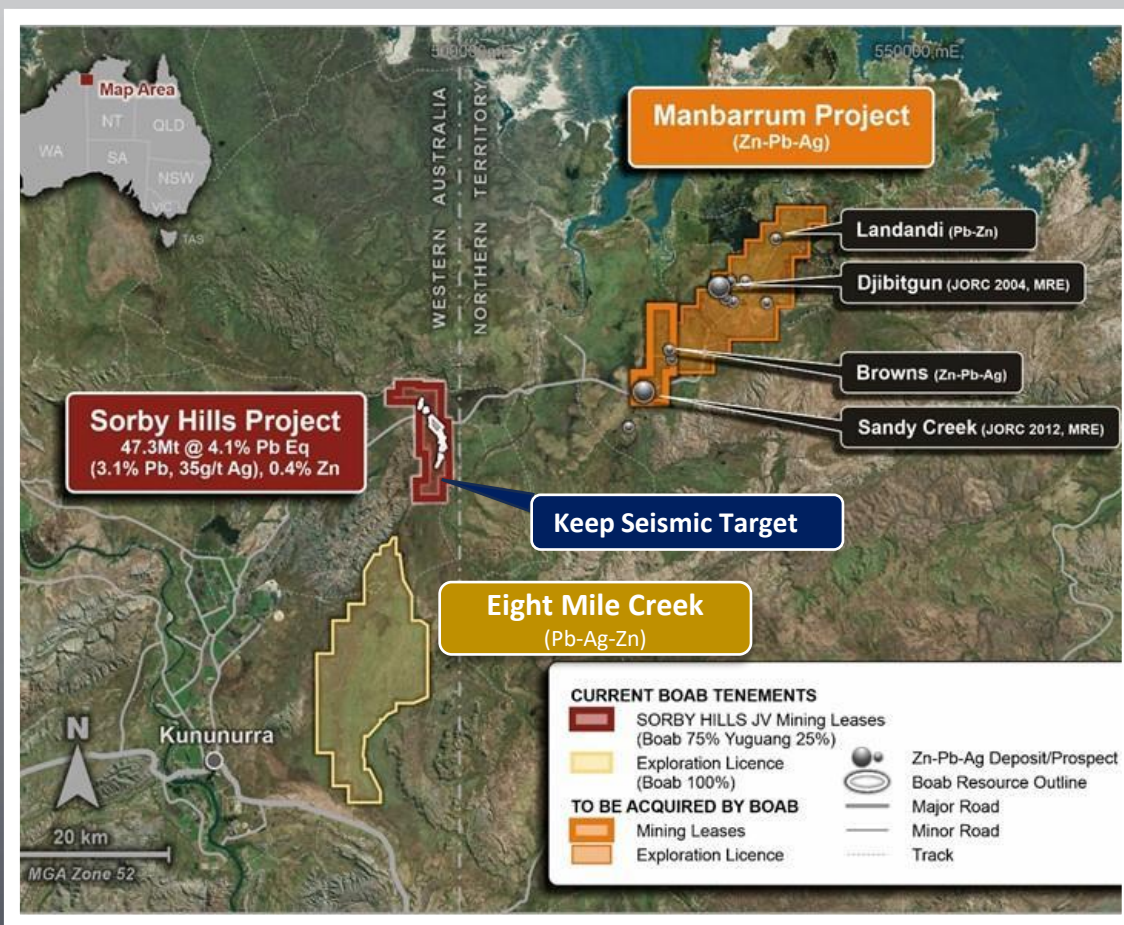 500000 mE
550000 mE
Map Area
NT
QLD
WA
SA
NSW
VIC
TAS
WESTERN AUSTRALIA
NORTHERN TERRITORY
Manbarrum Project
(Zn-Pb-Ag)
Landandi (Pb-Zn)
Djibitgun (JORC 2004, MRE)
Browns (Zn-Pb-Ag)
Sandy Creek (JORC 2012, MRE)
Sorby Hills Project
47.3Mt @ 4.1% Pb Eq
(3.1% Pb, 35g/t Ag), 0.4% Zn
Keep Seismic Target
Eight Mile Creek
(Pb-Ag-Zn)
Kununurra
N
20 km
MGA Zone 52
CURRENT BOAB TENEMENTS
SORBY HILLS JV Mining Leases
(Boab 75% Yuguang 25%)
Exploration Licence
(Boab 100%)
TO BE ACQUIRED BY BOAB
Mining Leases
Exploration Licence
Zn-Pb-Ag Deposit/Prospect
Boab Resource Outline
Major Road
Minor Road
Track